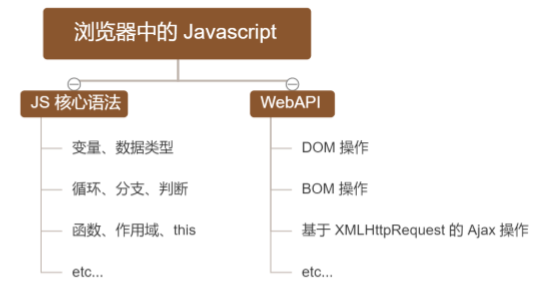 浏览器中的 Javascript
JS 核心语法
变量、数据类型
循环、分支、判断
函数、作用域、this
etc...
WebAPI
DOM 操作
BOM 操作
基于 XMLHttpRequest 的 Ajax 操作
etc...